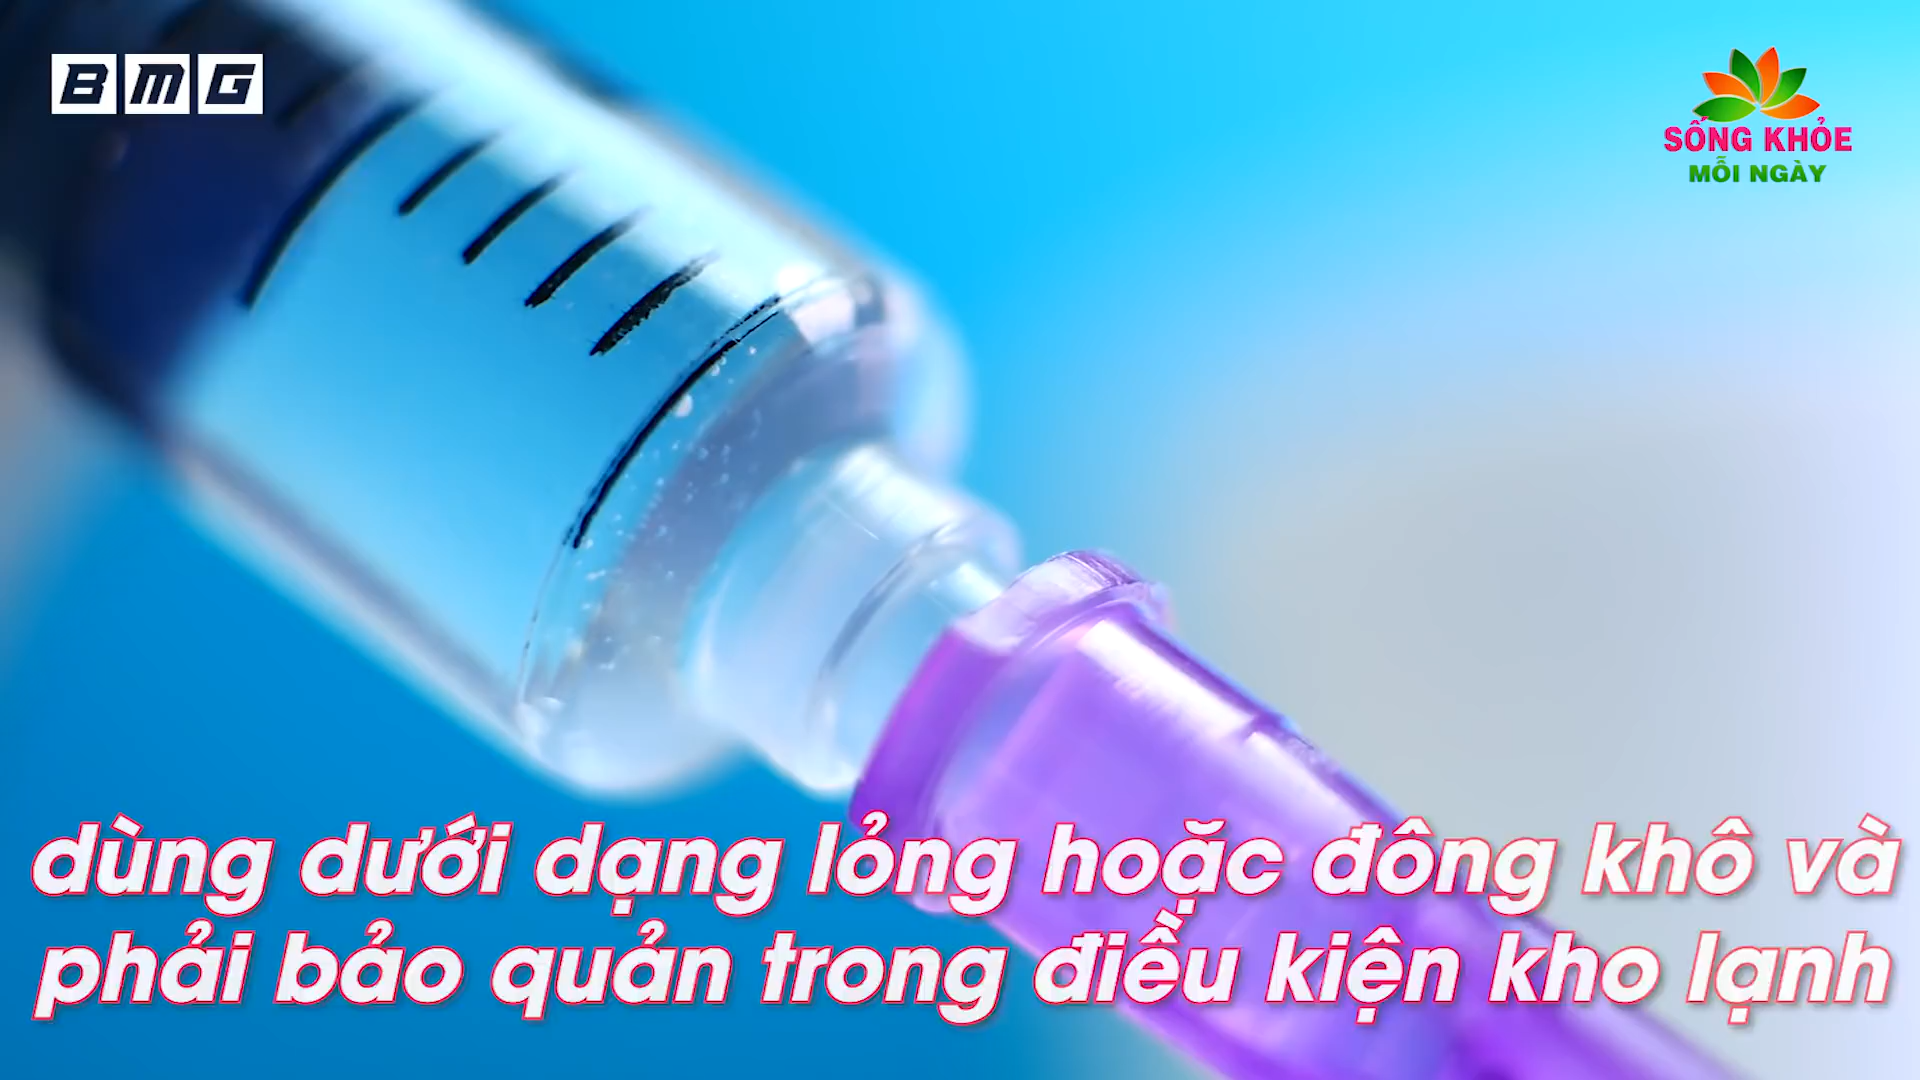 BMG
SỐNG KHỎE
MỖI NGÀY
dùng dưới dạng lỏng hoặc đông khô và
phải bảo quản trong điều kiện kho lạnh